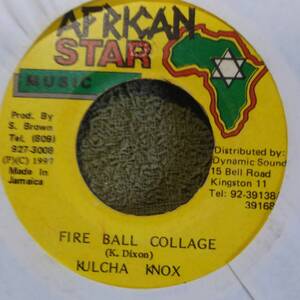 AFRICAN
STAR
MUSIC
Prod. By
S. Brown
Tel, (809)
927-3008
(P)(C) 1997
Made In
Jamaica
Distributed by:
Dynamic Sound
15 Bell Road
Kingston 11
Tel: 92-39138
39168
FIRE BALL COLLAGE
(K. Dixon)
KULCHA KNOX